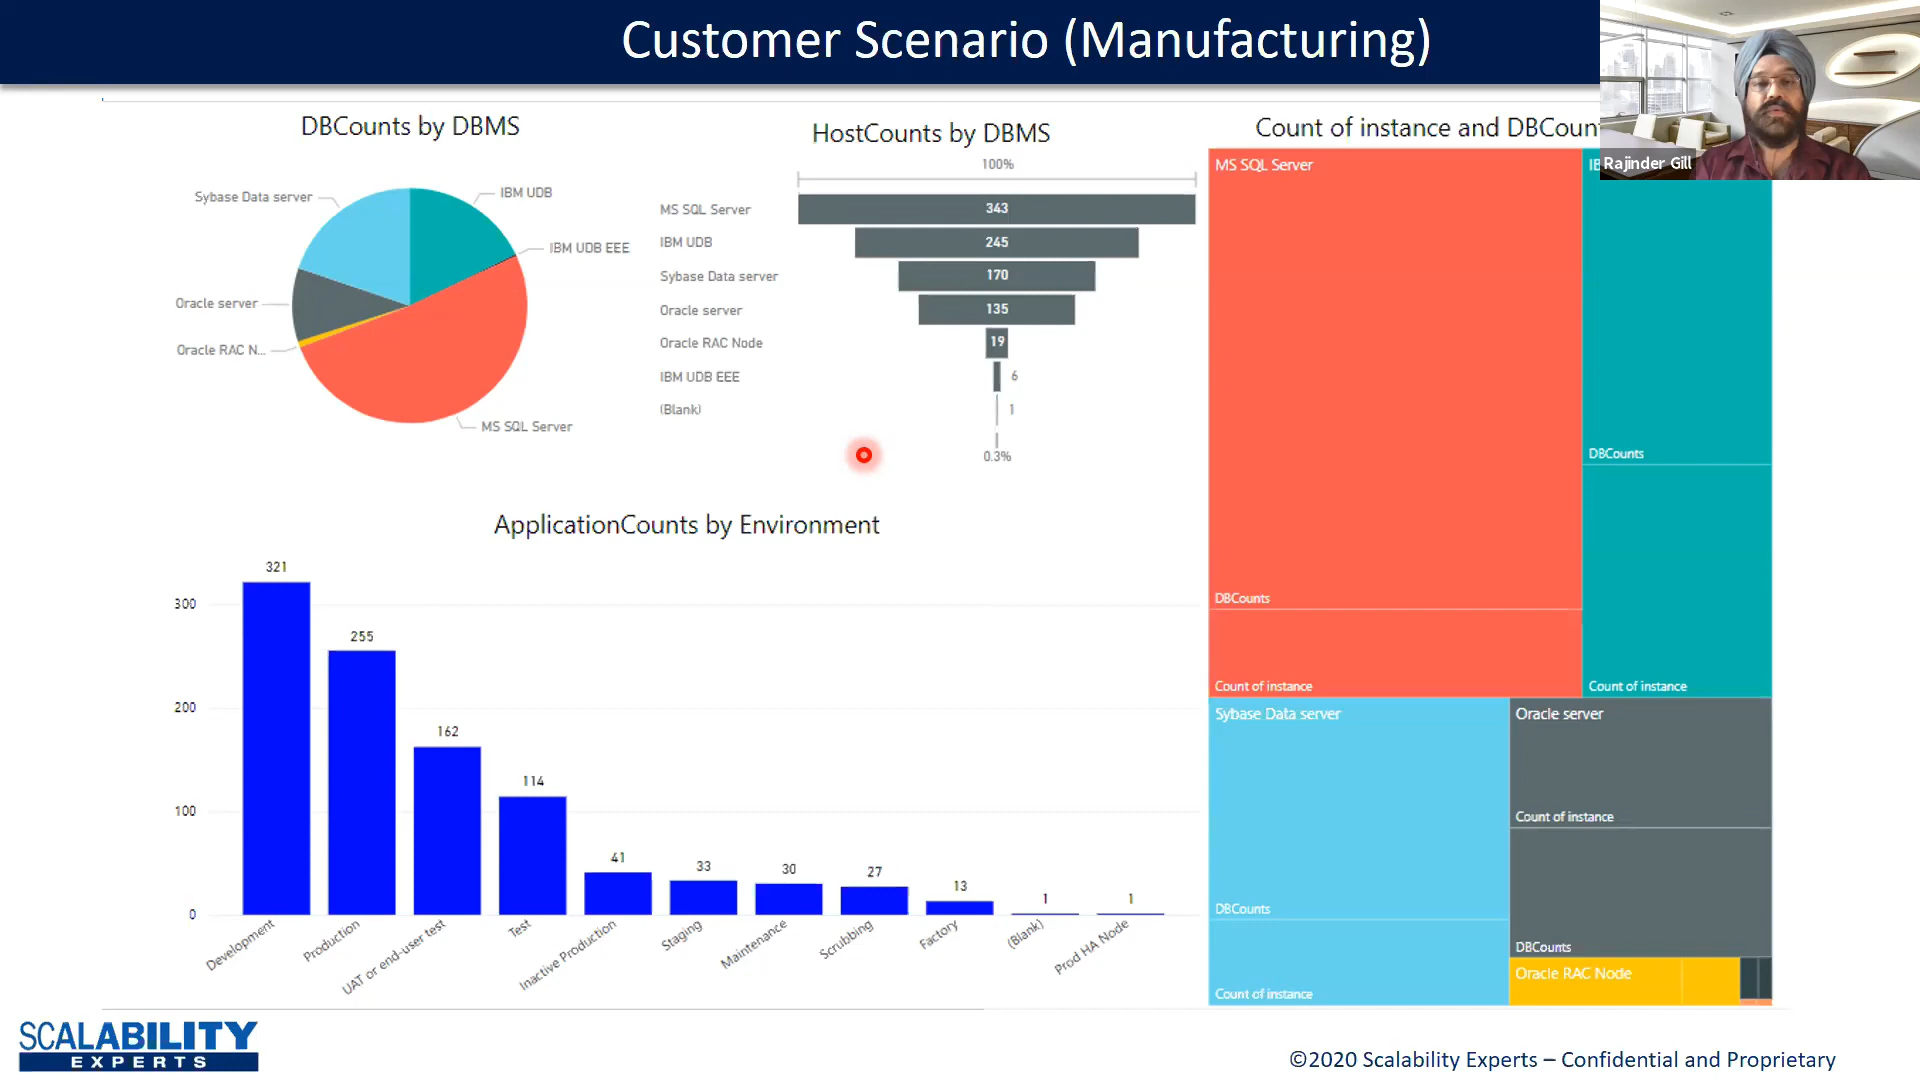 Customer Scenario (Manufacturing)
Rajinder Gill
DBCounts by DBMS
Sybase Data server
IBM UDB
IBM UDB EEE
Oracle server
Oracle RAC N...
MS SQL Server
HostCounts by DBMS
100%
MS SQL Server 343
IBM UDB 245
Sybase Data server 170
Oracle server 135
Oracle RAC Node 19
IBM UDB EEE 6
(Blank) 1
0.3%
Count of instance and DBCoun
MS SQL Server
DBCounts
Count of instance
IB
DBCounts
Count of instance
Sybase Data server
DBCounts
Count of instance
Oracle server
Count of instance
DBCounts
Oracle RAC Node
ApplicationCounts by Environment
300
200
100
0
321
255
162
114
41
33
30
27
13
1
1
Development
Production
UAT or end-user test
Test
Inactive Production
Staging
Maintenance
Scrubbing
Factory
(Blank)
Prod HA Node
SCALABILITY
EXPERTS
©2020 Scalability Experts – Confidential and Proprietary